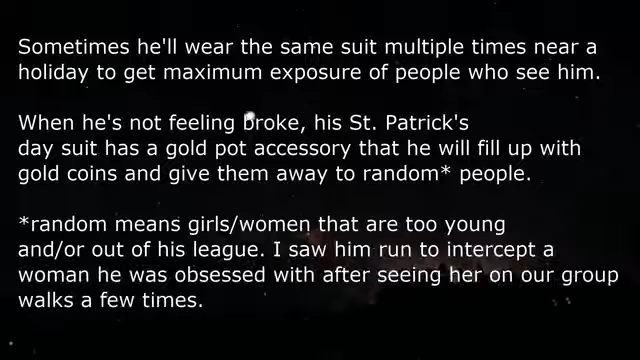 Sometimes he'll wear the same suit multiple times near a
holiday to get maximum exposure of people who see him.
When he's not feeling broke, his St. Patrick's
day suit has a gold pot accessory that he will fill up with
gold coins and give them away to random* people.
*random means girls/women that are too young
and/or out of his league. I saw him run to intercept a
woman he was obsessed with after seeing her on our group
walks a few times.